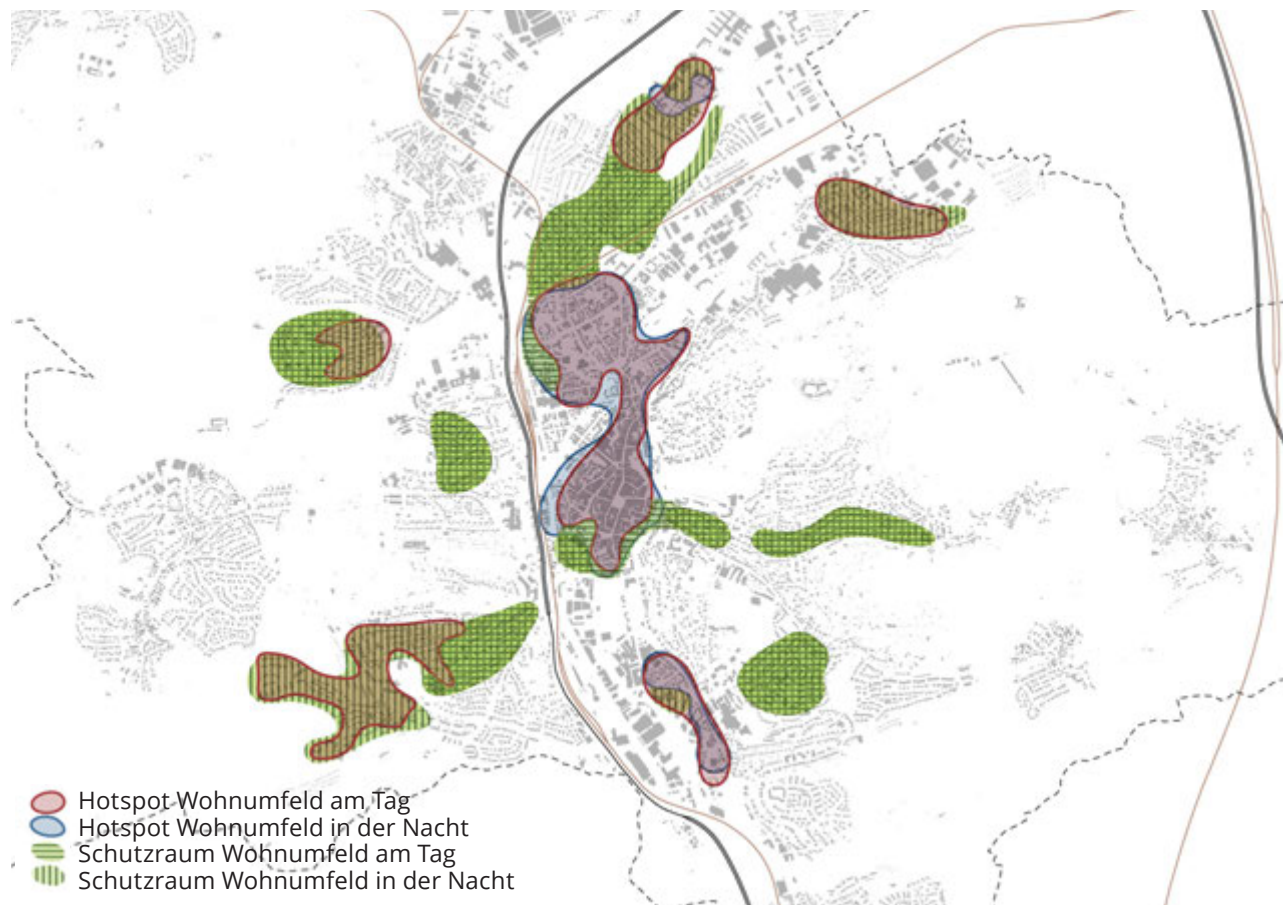 Hotspot Wohnumfeld am Tag
Hotspot Wohnumfeld in der Nacht
Schutzraum Wohnumfeld am Tag
Schutzraum Wohnumfeld in der Nacht